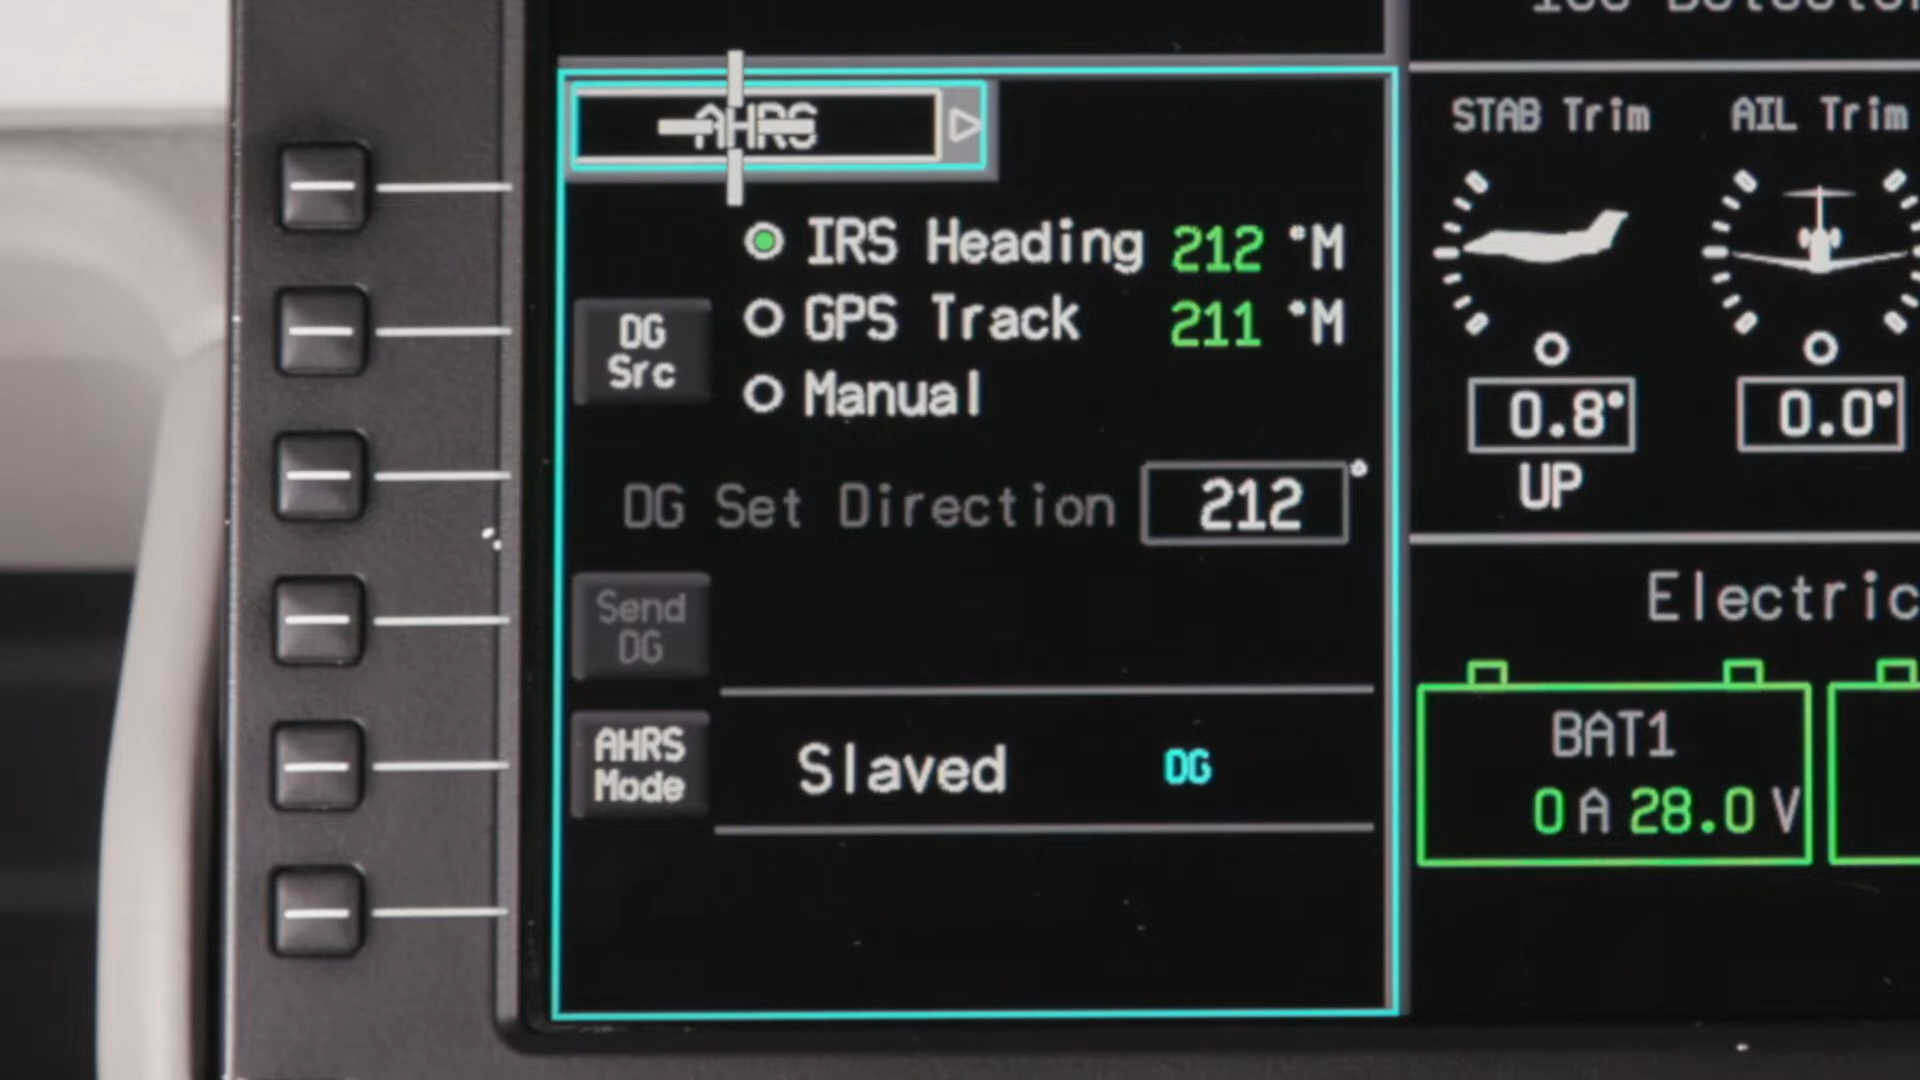 AHRS
IRS Heading 212 °M
GPS Track 211 °M
Manual
DG
Src
DG Set Direction 212°
Send
DG
AHRS
Mode
Slaved DG
STAB Trim
0.8°
UP
AIL Trim
0.0°
BAT1
0 A 28.0 V